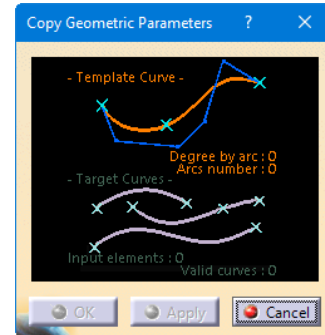 Copy Geometric Parameters ?
- Template Curve -
Degree by arc : 0
Arcs number : 0
- Target Curves -
Input elements : 0
Valid curves : 0
OK Apply Cancel